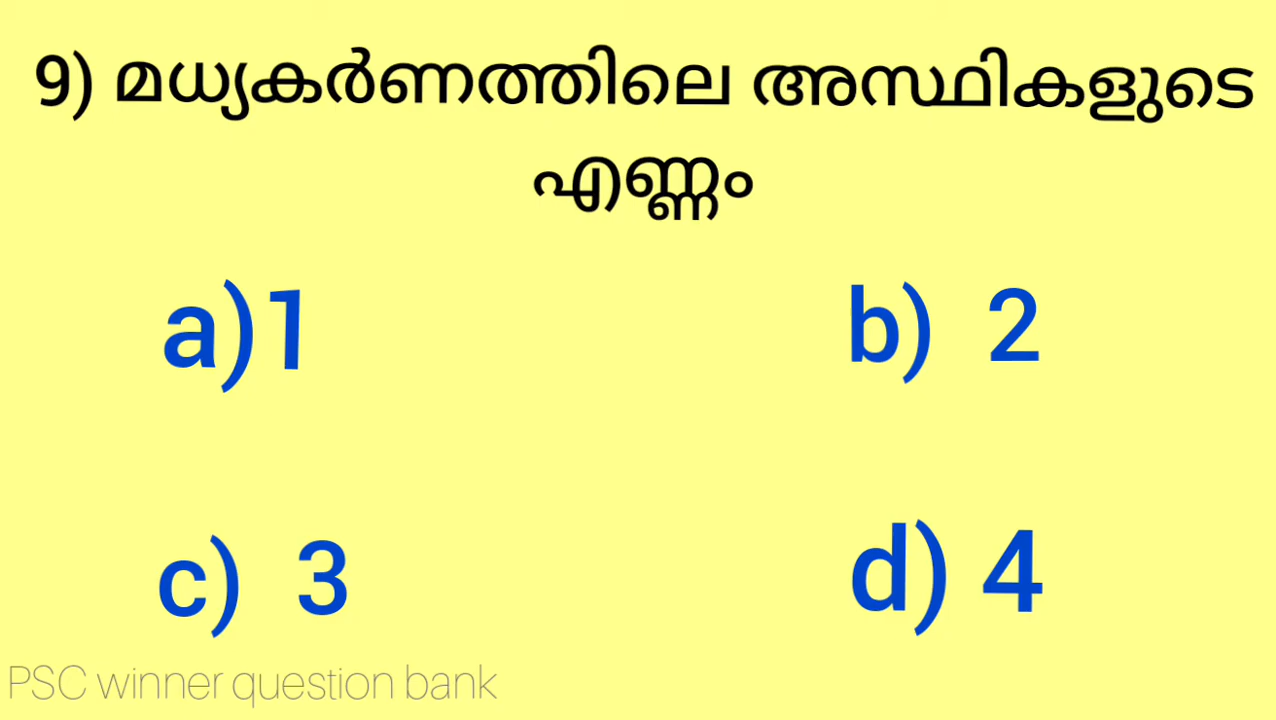 9) മധ്യകർണത്തിലെ അസ്ഥികളുടെ
എണ്ണം
a)1
b) 2
c) 3
d) 4
PSC winner question bank